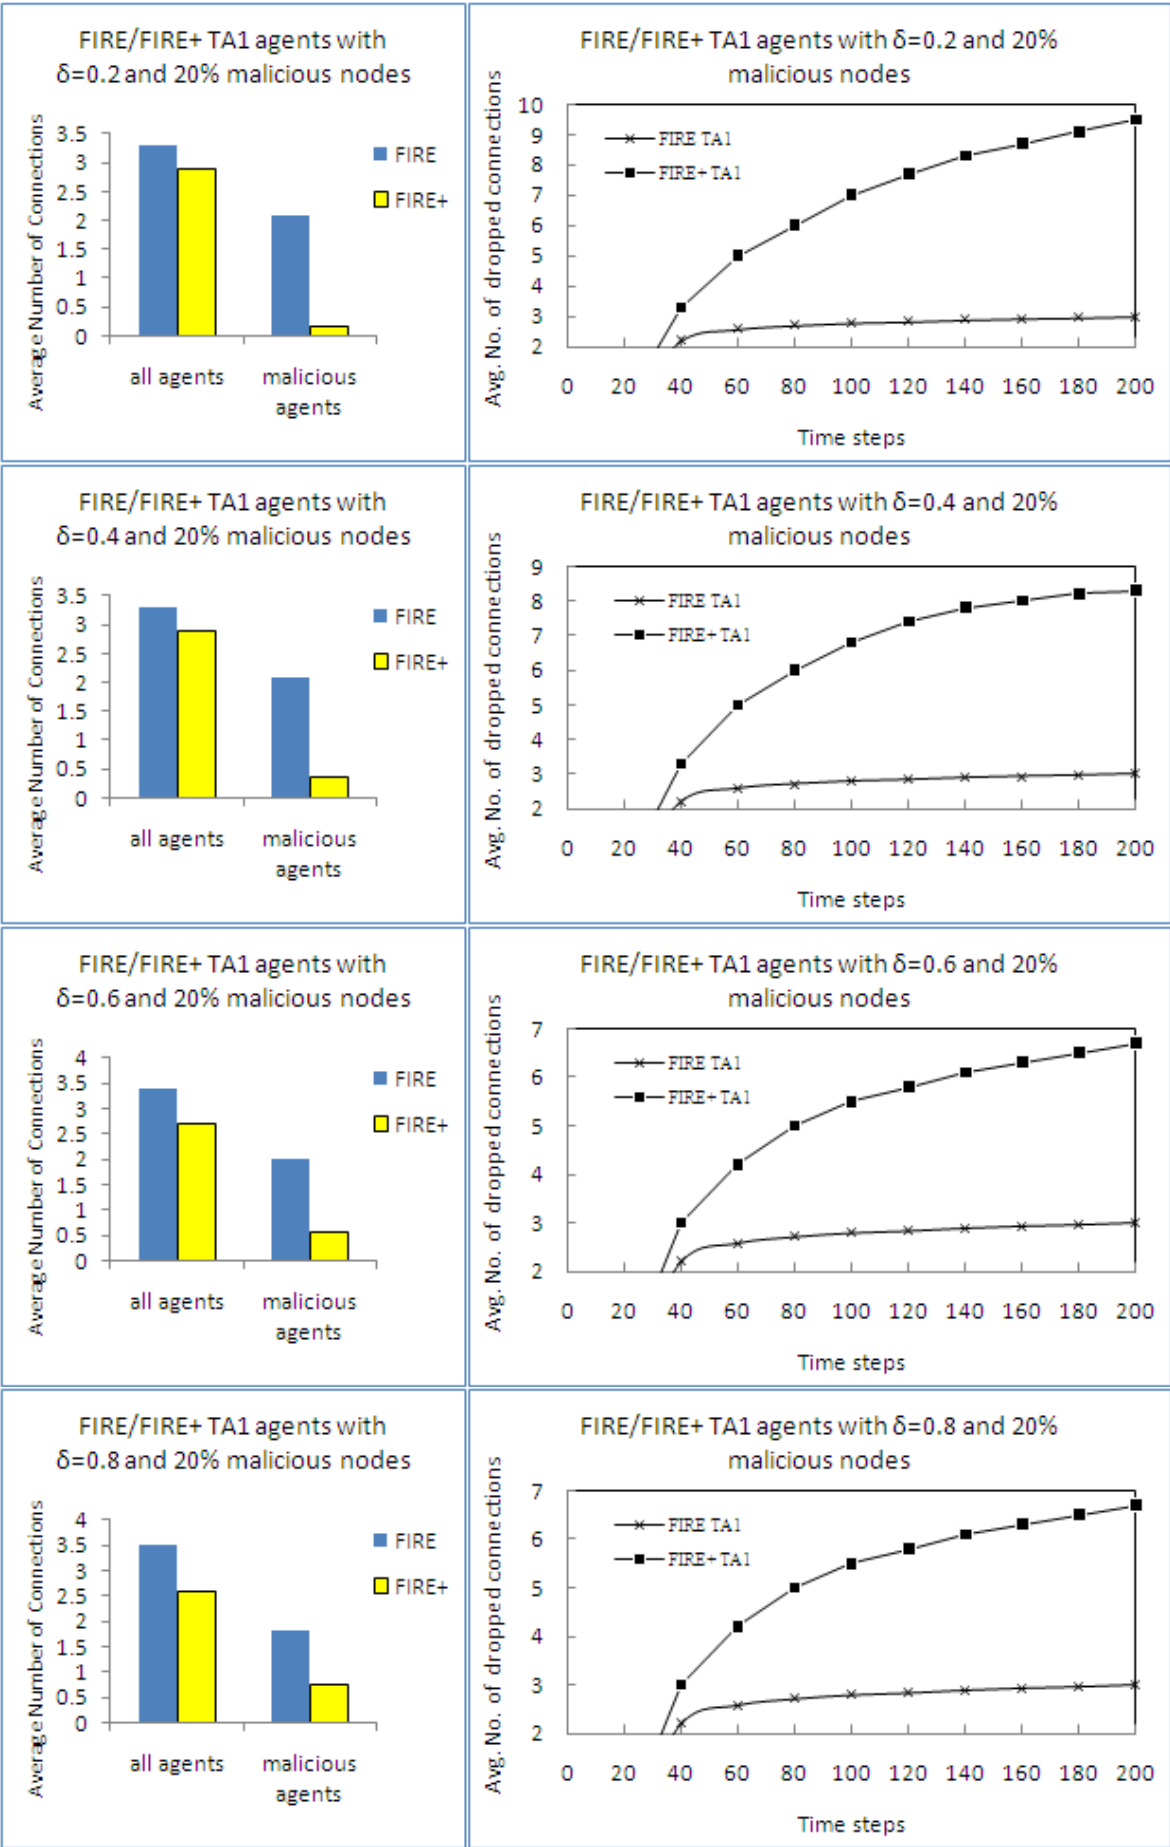 FIRE/FIRE+ TA1 agents with
δ=0.2 and 20% malicious nodes
Average Number of Connections
3.5
3
2.5
2
1.5
1
0.5
0
all agents
malicious
agents
FIRE
FIRE+
FIRE/FIRE+ TA1 agents with δ=0.2 and 20%
malicious nodes
Avg. No. of dropped connections
10
9
8
7
6
5
4
3
2
FIRE TA1
FIRE+ TA1
0 20 40 60 80 100 120 140 160 180 200
Time steps
FIRE/FIRE+ TA1 agents with
δ=0.4 and 20% malicious nodes
Average Number of Connections
3.5
3
2.5
2
1.5
1
0.5
0
all agents
malicious
agents
FIRE
FIRE+
FIRE/FIRE+ TA1 agents with δ=0.4 and 20%
malicious nodes
Avg. No. of dropped connections
9
8
7
6
5
4
3
2
FIRE TA1
FIRE+ TA1
0 20 40 60 80 100 120 140 160 180 200
Time steps
FIRE/FIRE+ TA1 agents with
δ=0.6 and 20% malicious nodes
Average Number of Connections
4
3.5
3
2.5
2
1.5
1
0.5
0
all agents
malicious
agents
FIRE
FIRE+
FIRE/FIRE+ TA1 agents with δ=0.6 and 20%
malicious nodes
Avg. No. of dropped connections
7
6
5
4
3
2
FIRE TA1
FIRE+ TA1
0 20 40 60 80 100 120 140 160 180 200
Time steps
FIRE/FIRE+ TA1 agents with
δ=0.8 and 20% malicious nodes
Average Number of Connections
4
3.5
3
2.5
2
1.5
1
0.5
0
all agents
malicious
agents
FIRE
FIRE+
FIRE/FIRE+ TA1 agents with δ=0.8 and 20%
malicious nodes
Avg. No. of dropped connections
7
6
5
4
3
2
FIRE TA1
FIRE+ TA1
0 20 40 60 80 100 120 140 160 180 200
Time steps